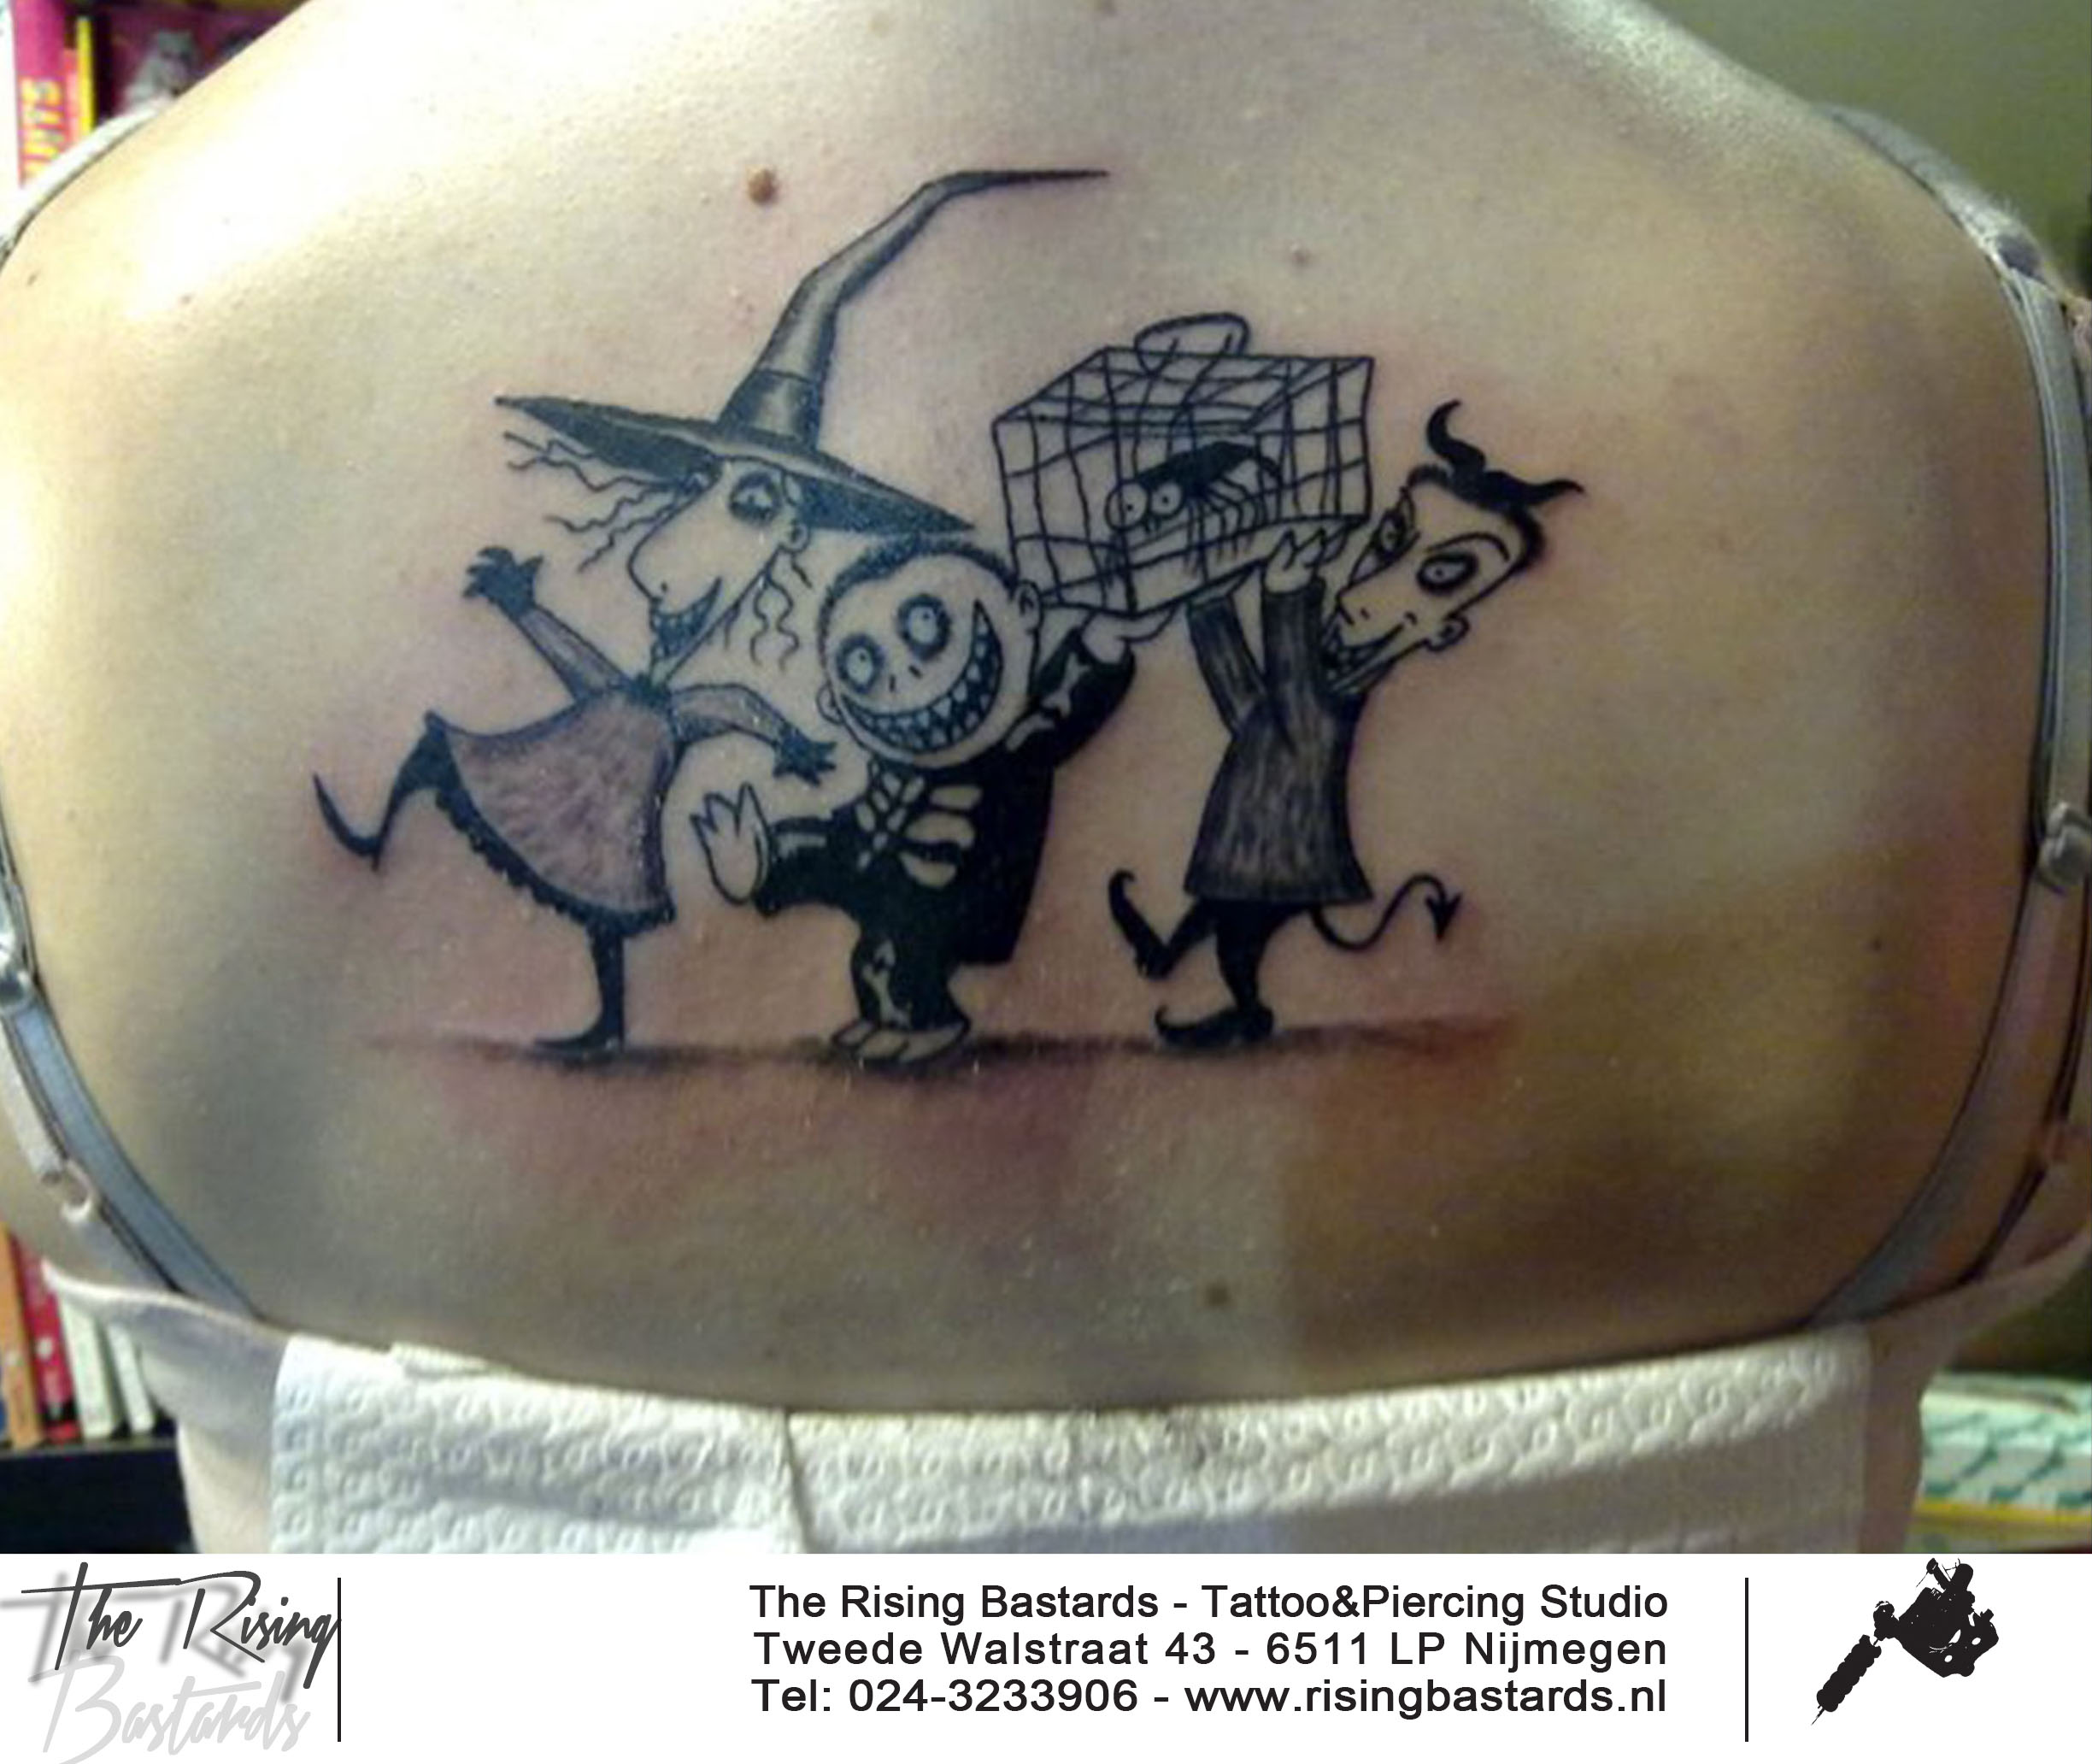 UTS
The Rising
Bastards
The Rising Bastards - Tattoo&Piercing Studio
Tweede Walstraat 43 - 6511 LP Nijmegen
Tel: 024-3233906 - www.risingbastards.nl